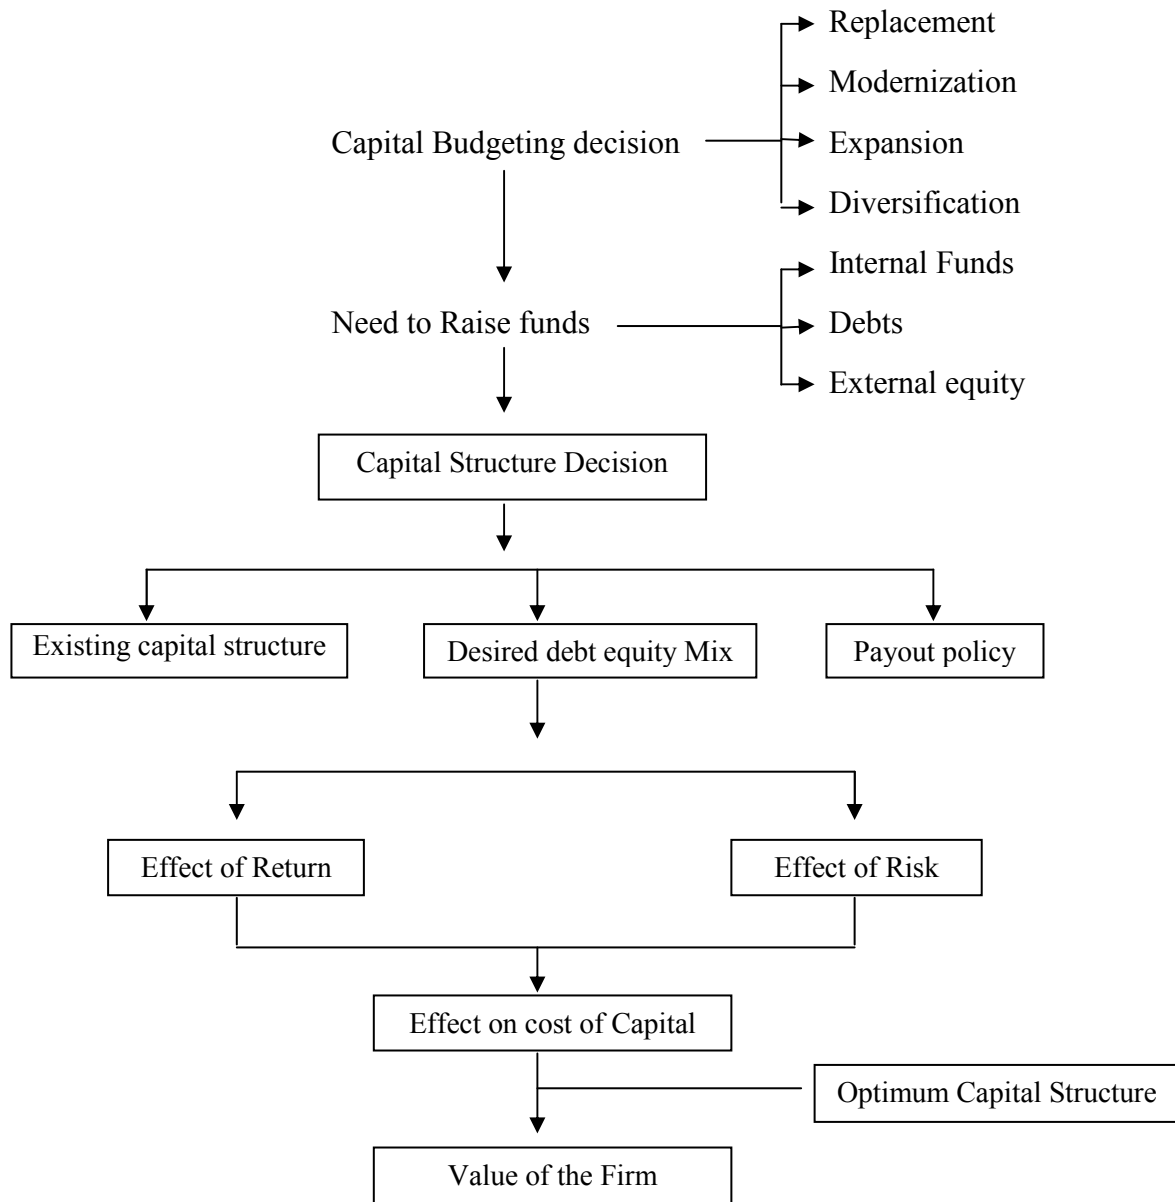 Replacement
Modernization
Capital Budgeting decision
Expansion
Diversification
Internal Funds
Need to Raise funds
Debts
External equity
Capital Structure Decision
Existing capital structure
Desired debt equity Mix
Payout policy
Effect of Return
Effect of Risk
Effect on cost of Capital
Optimum Capital Structure
Value of the Firm